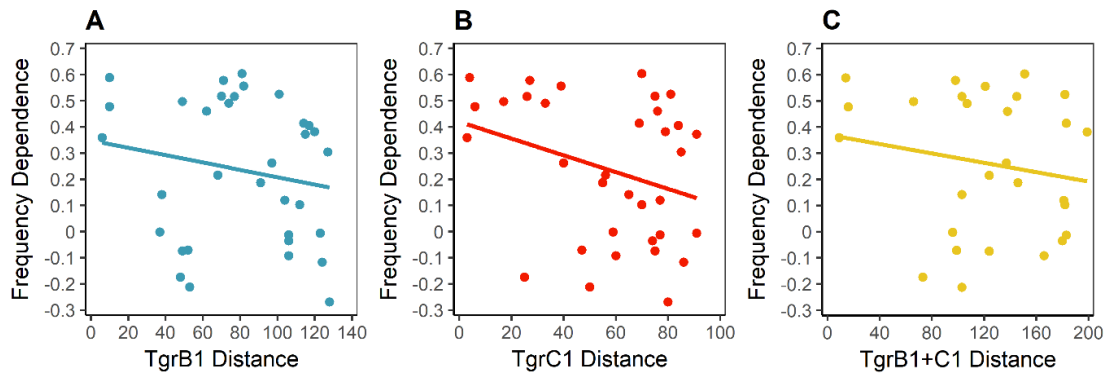 A
B
C
Frequency Dependence
0.7
0.6
0.5
0.4
0.3
0.2
0.1
0
-0.1
-0.2
-0.3
0 20 40 60 80 100 120 140
TgrB1 Distance
Frequency Dependence
0.7
0.6
0.5
0.4
0.3
0.2
0.1
0
-0.1
-0.2
-0.3
0 20 40 60 80 100
TgrC1 Distance
Frequency Dependence
0.7
0.6
0.5
0.4
0.3
0.2
0.1
0
-0.1
-0.2
-0.3
0 40 80 120 160 200
TgrB1+C1 Distance